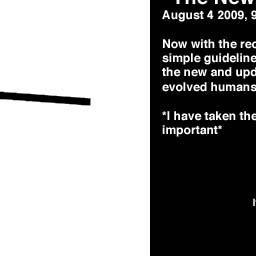 The New
August 4 2009, 9
Now with the rec
simple guideline
the new and upd
evolved humans
*I have taken the
important*